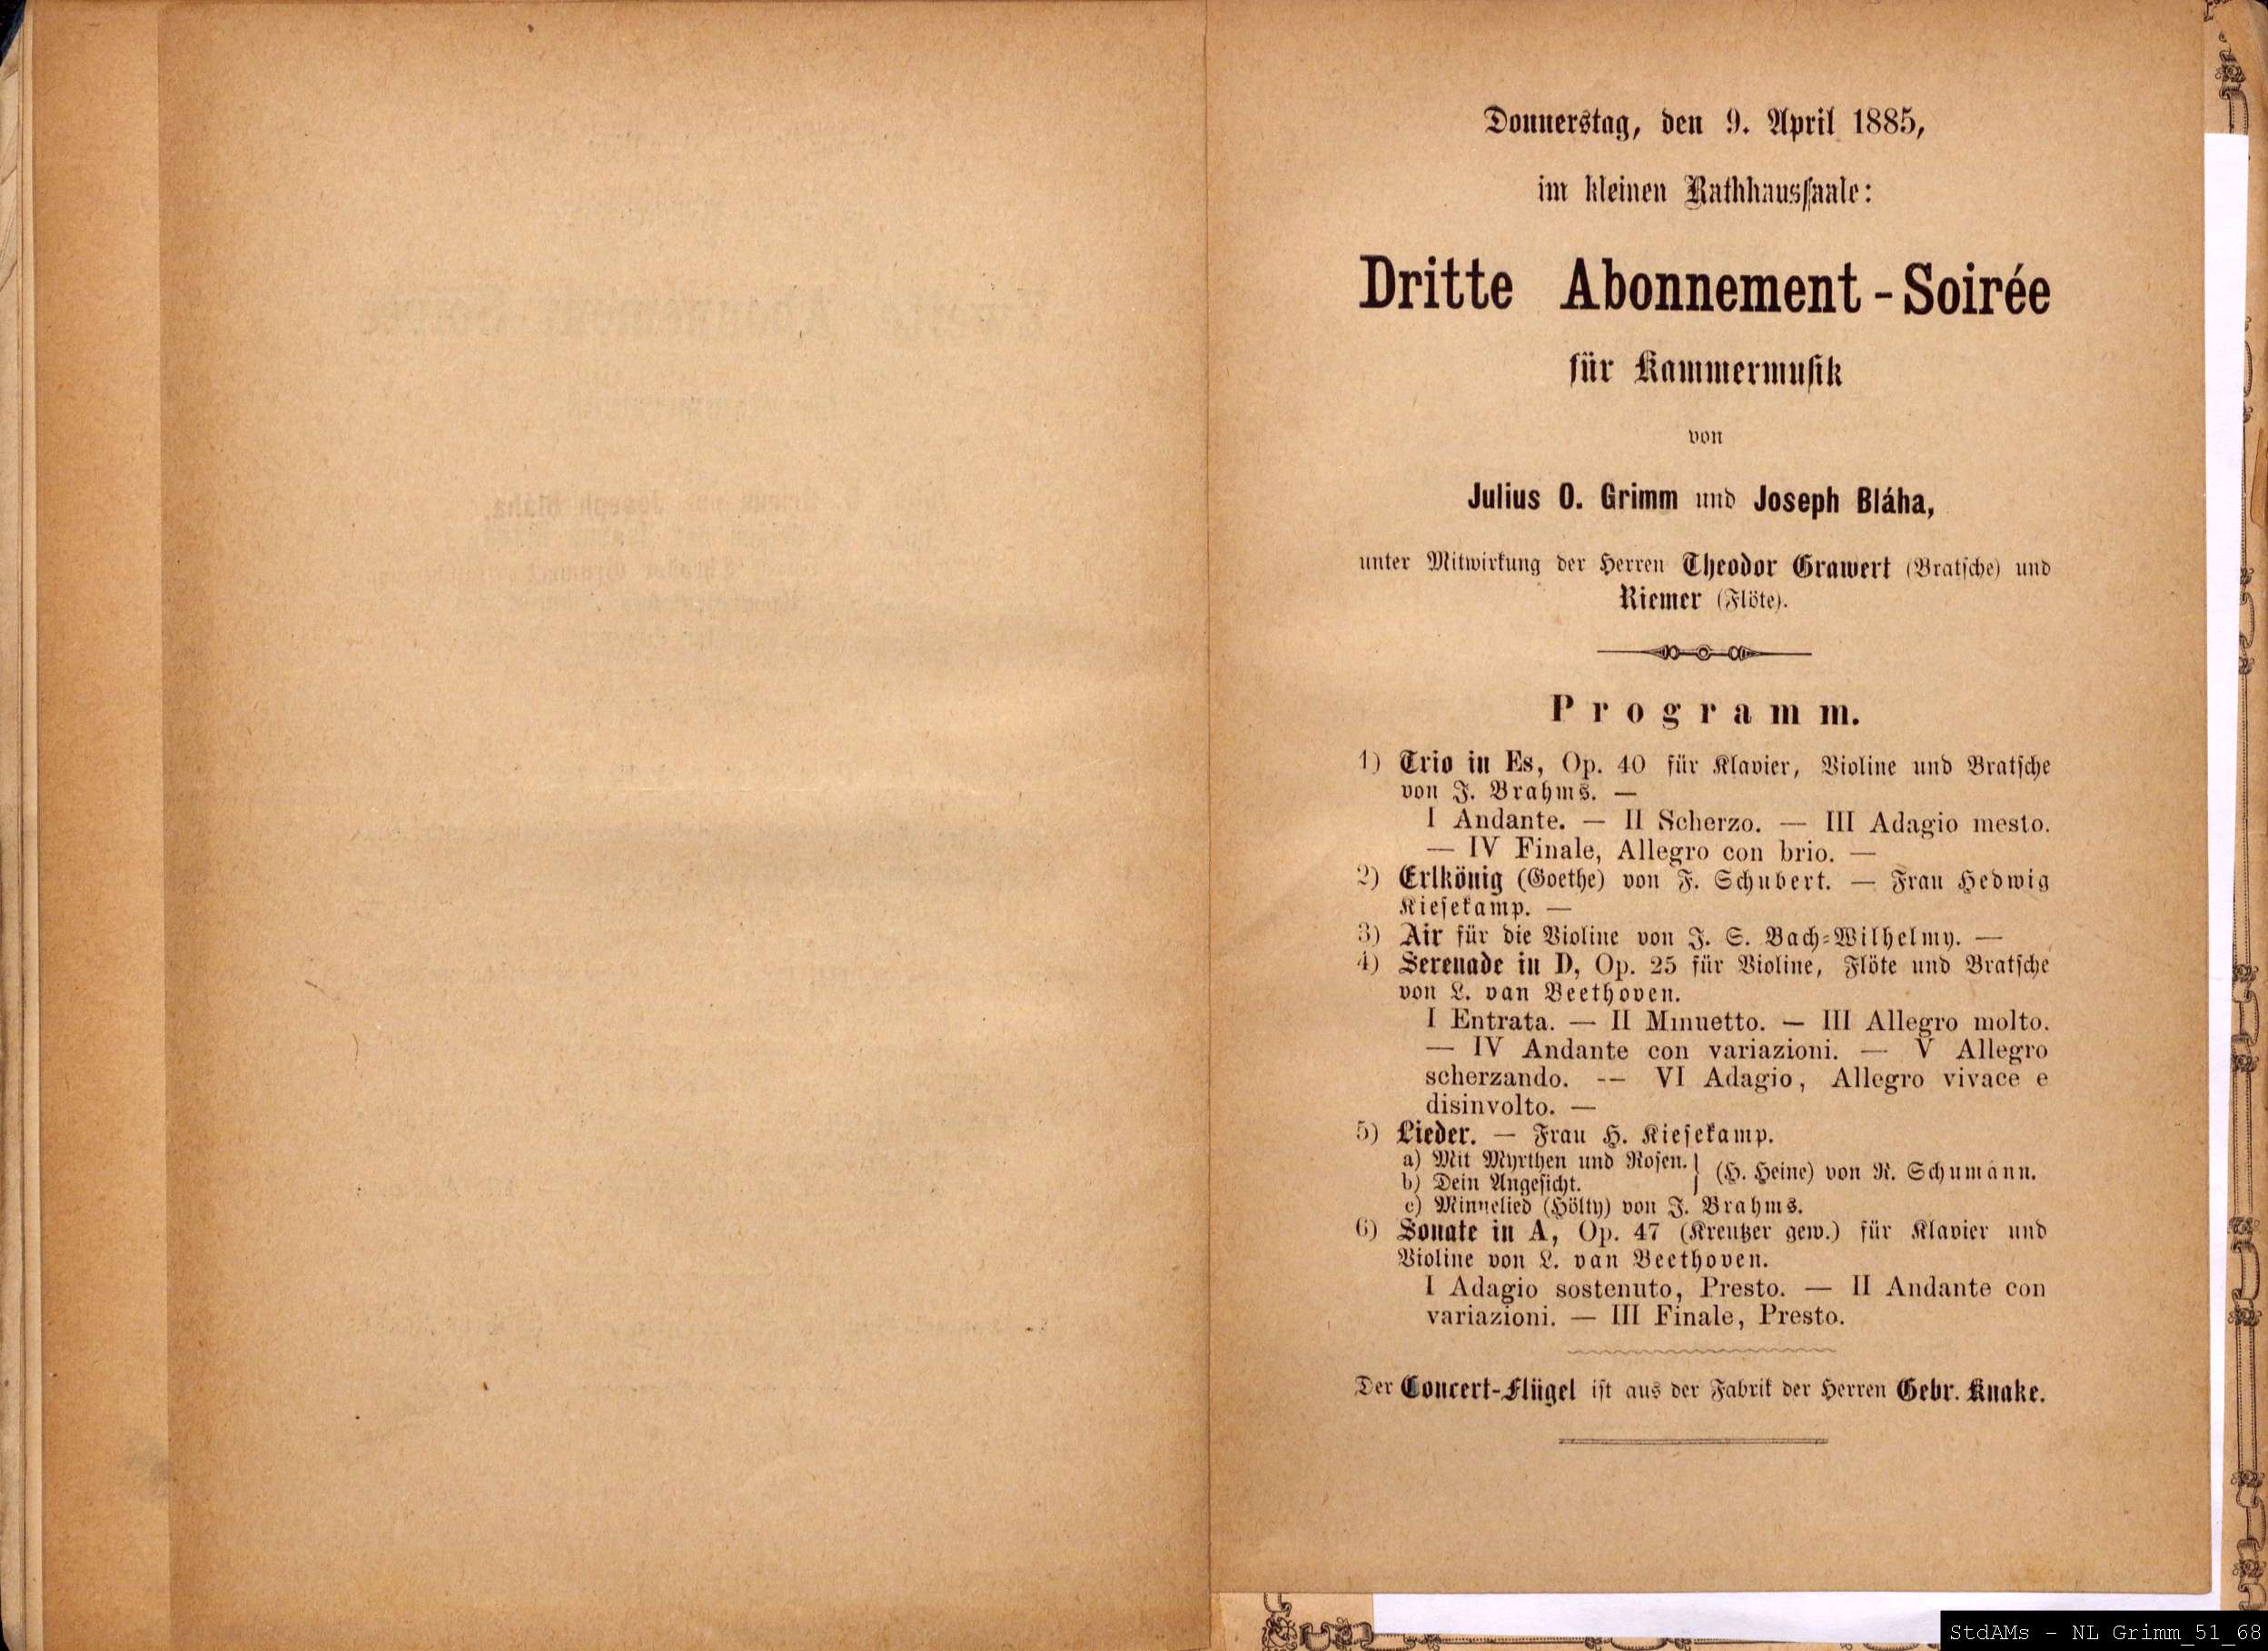 Donnerstag, den 9. April 1885,
im kleinen Rathhaussaale:
Dritte Abonnement-Soirée
für Kammermusik
von
Julius O. Grimm und Joseph Bláha,
unter Mitwirkung der Herren Theodor Grawert (Bratsche) und
Riemer (Flöte).
Programm.
1) Trio in Es, Op. 40 für Klavier, Violine und Bratsche
von J. Brahms. —
I Andante. — II Scherzo. — III Adagio mesto.
— IV Finale, Allegro con brio. —
2) Erlkönig (Goethe) von F. Schubert. — Frau Hedwig
Kiesekamp. —
3) Air für die Violine von J. S. Bach-Wilhelmy. —
4) Serenade in D, Op. 25 für Violine, Flöte und Bratsche
von L. van Beethoven.
I Entrata. — II Minuetto. — III Allegro molto.
— IV Andante con variazioni. — V Allegro
scherzando. -- VI Adagio, Allegro vivace e
disinvolto. —
5) Lieder. — Frau H. Kiesekamp.
a) Mit Myrthen und Rosen.
b) Dein Angesicht.
} (H. Heine) von R. Schumann.
c) Minnelied (Hölty) von J. Brahms.
6) Sonate in A, Op. 47 (Kreutzer gew.) für Klavier und
Violine von L. van Beethoven.
I Adagio sostenuto, Presto. — II Andante con
variazioni. — III Finale, Presto.
Der Concert-Flügel ist aus der Fabrik der Herren Gebr. Knake.
StdAMs - NL Grimm 51_68